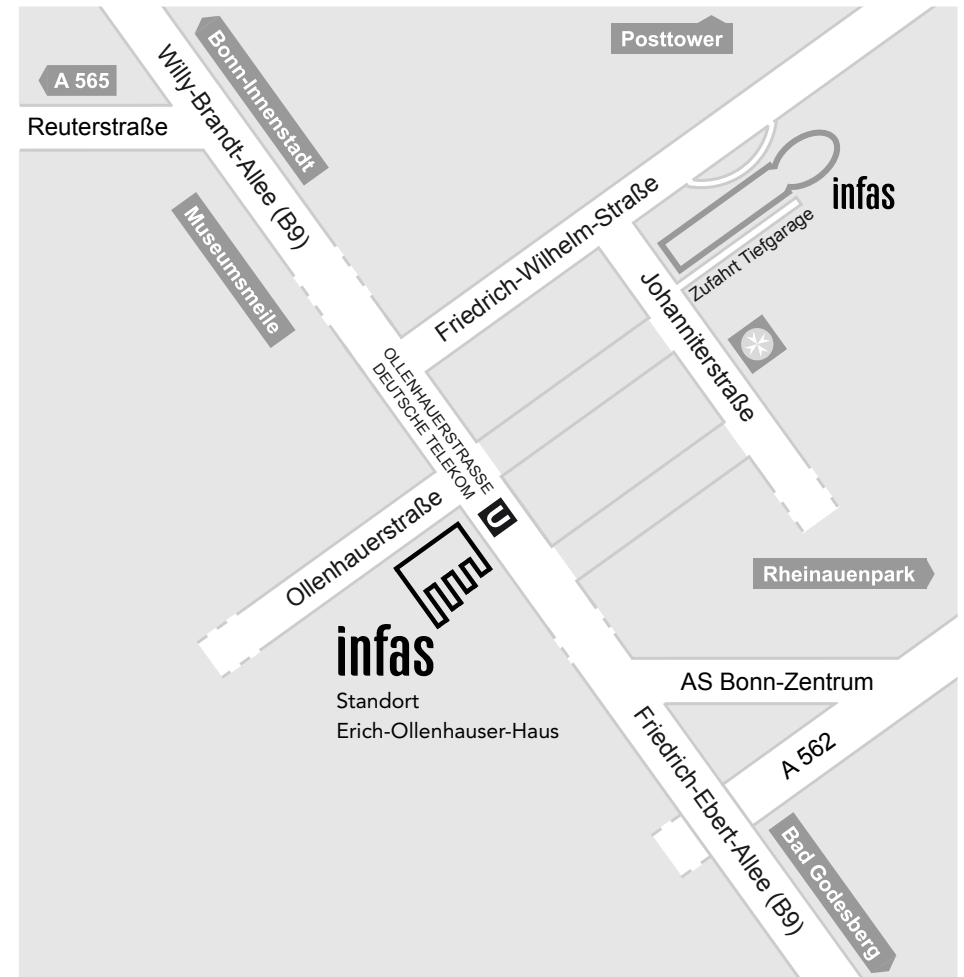 Posttower
Bonn-Innenstadt
A 565
Willy-Brandt-Allee (B9)
Reuterstraße
infas
Museumsmeile
Friedrich-Wilhelm-Straße
Zufahrt Tiefgarage
Johanniterstraße
OLLENHAUERSTRASSE
DEUTSCHE TELEKOM
U
Ollenhauerstraße
Rheinauenpark
infas
Standort
Erich-Ollenhauser-Haus
AS Bonn-Zentrum
Friedrich-Ebert-Allee (B9)
A 562
Bad Godesberg